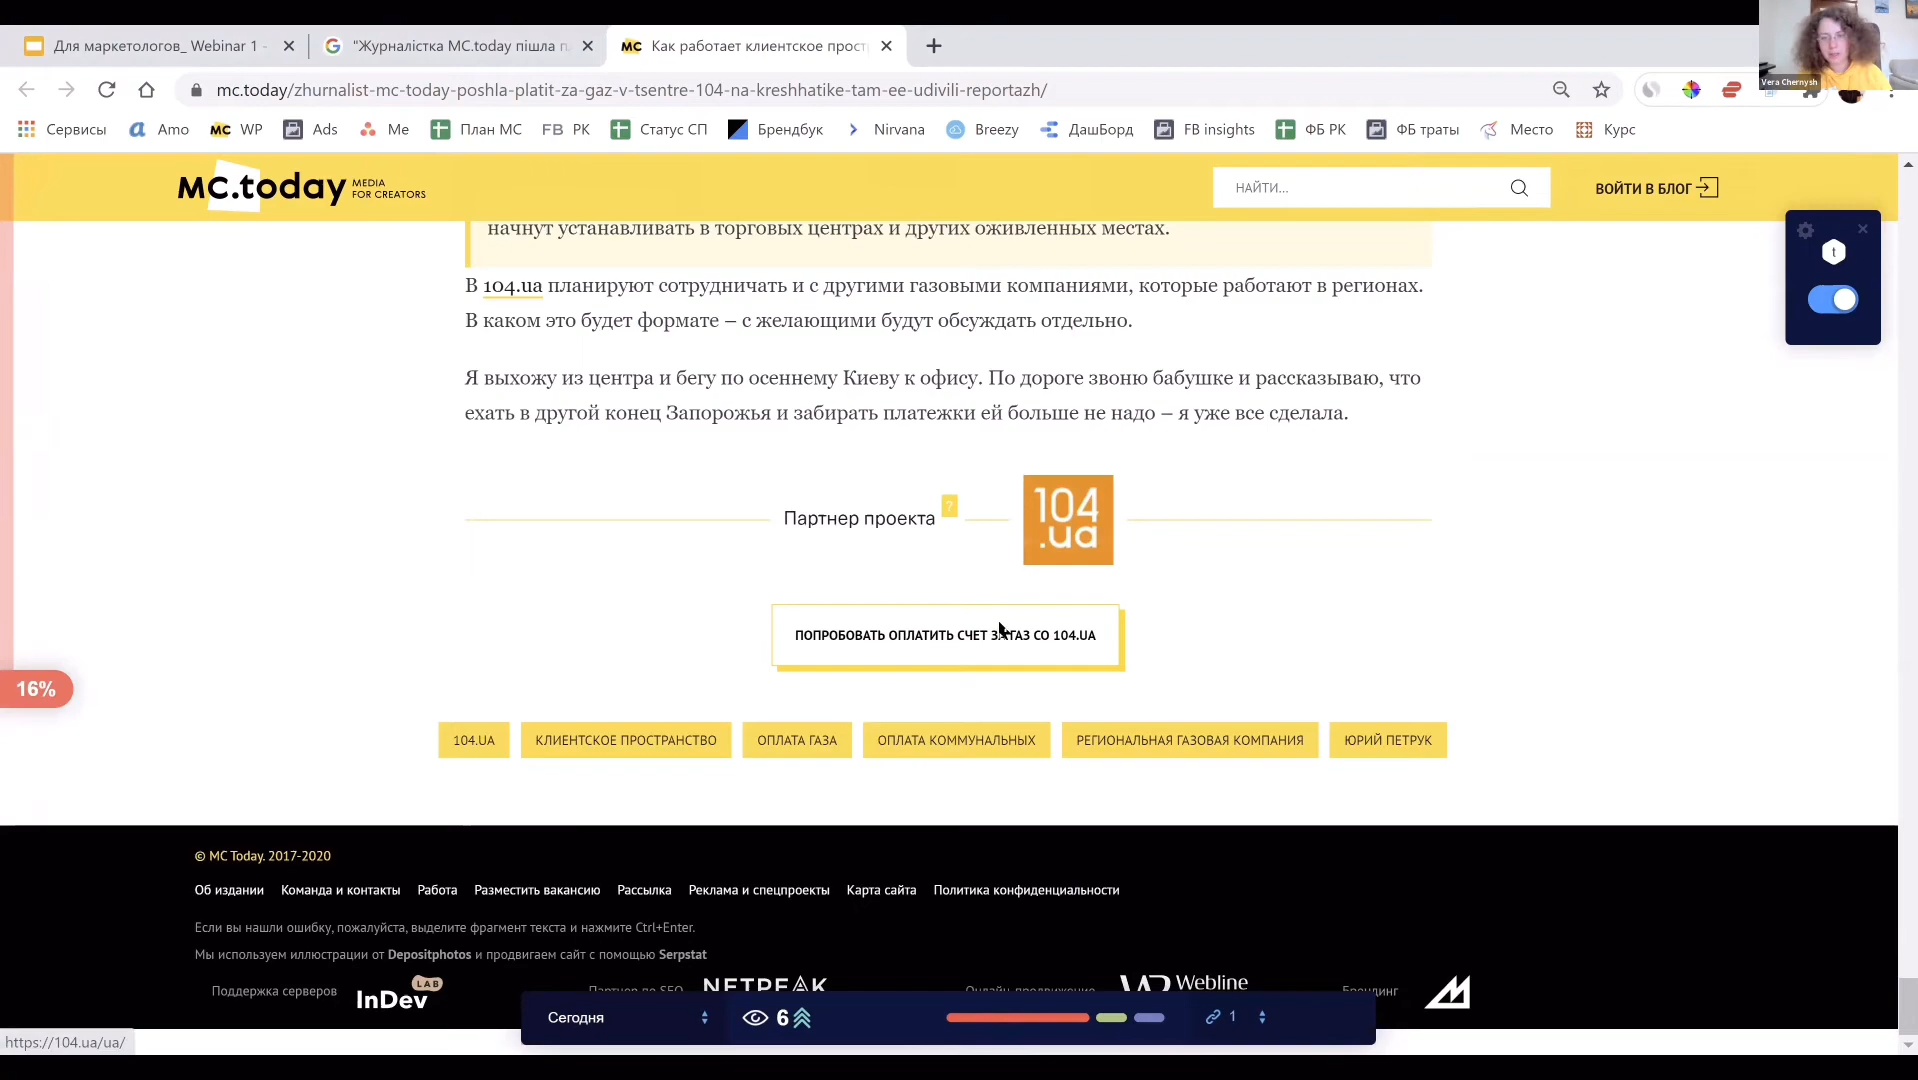 Для маркетологов_ Webinar 1 -
"Журналістка MC.today пішла п
MC Как работает клиентское прост
mc.today/zhurnalist-mc-today-poshla-platit-za-gaz-v-tsentre-104-na-kreshhatike-tam-ee-udivili-reportazh/
Vera Chernysh
Сервисы Amo MC WP Ads Me План МС FB РК Статус СП Брендбук Nirvana Breezy ДашБорд FB insights ФБ РК ФБ траты Место Курс
MC.today MEDIA FOR CREATORS
НАЙТИ...
ВОЙТИ В БЛОГ
t
начнут устанавливать в торговых центрах и других оживленных местах.
В 104.ua планируют сотрудничать и с другими газовыми компаниями, которые работают в регионах.
В каком это будет формате – с желающими будут обсуждать отдельно.
Я выхожу из центра и бегу по осеннему Киеву к офису. По дороге звоню бабушке и рассказываю, что
ехать в другой конец Запорожья и забирать платежки ей больше не надо – я уже все сделала.
Партнер проекта ?
104
.ua
ПОПРОБОВАТЬ ОПЛАТИТЬ СЧЕТ ЗА ГАЗ СО 104.UA
16%
104.UA КЛИЕНТСКОЕ ПРОСТРАНСТВО ОПЛАТА ГАЗА ОПЛАТА КОММУНАЛЬНЫХ РЕГИОНАЛЬНАЯ ГАЗОВАЯ КОМПАНИЯ ЮРИЙ ПЕТРУК
© MC Today. 2017-2020
Об издании Команда и контакты Работа Разместить вакансию Рассылка Реклама и спецпроекты Карта сайта Политика конфиденциальности
Если вы нашли ошибку, пожалуйста, выделите фрагмент текста и нажмите Ctrl+Enter.
Мы используем иллюстрации от Depositphotos и продвигаем сайт с помощью Serpstat
Поддержка серверов InDev LAB Партнер по SEO NETPEAK Онлайн-продвижение Webline Брендинг
Сегодня 6 1
https://104.ua/ua/